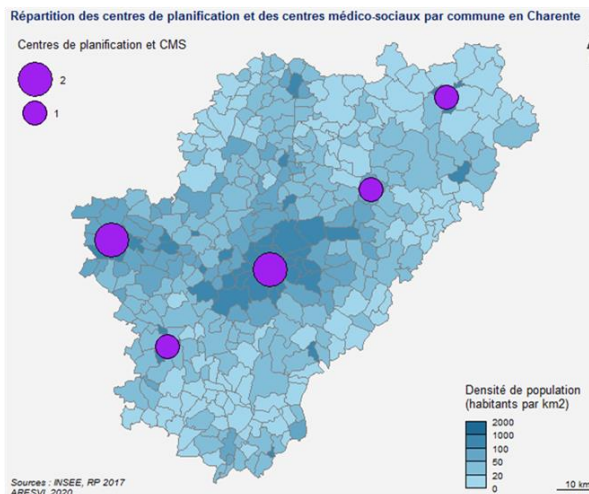 Répartition des centres de planification et des centres médico-sociaux par commune en Charente
Centres de planification et CMS
2
1
Densité de population
(habitants par km2)
2000
1000
100
50
20
0
Sources : INSEE, RP 2017
ARESVI, 2020
10 km